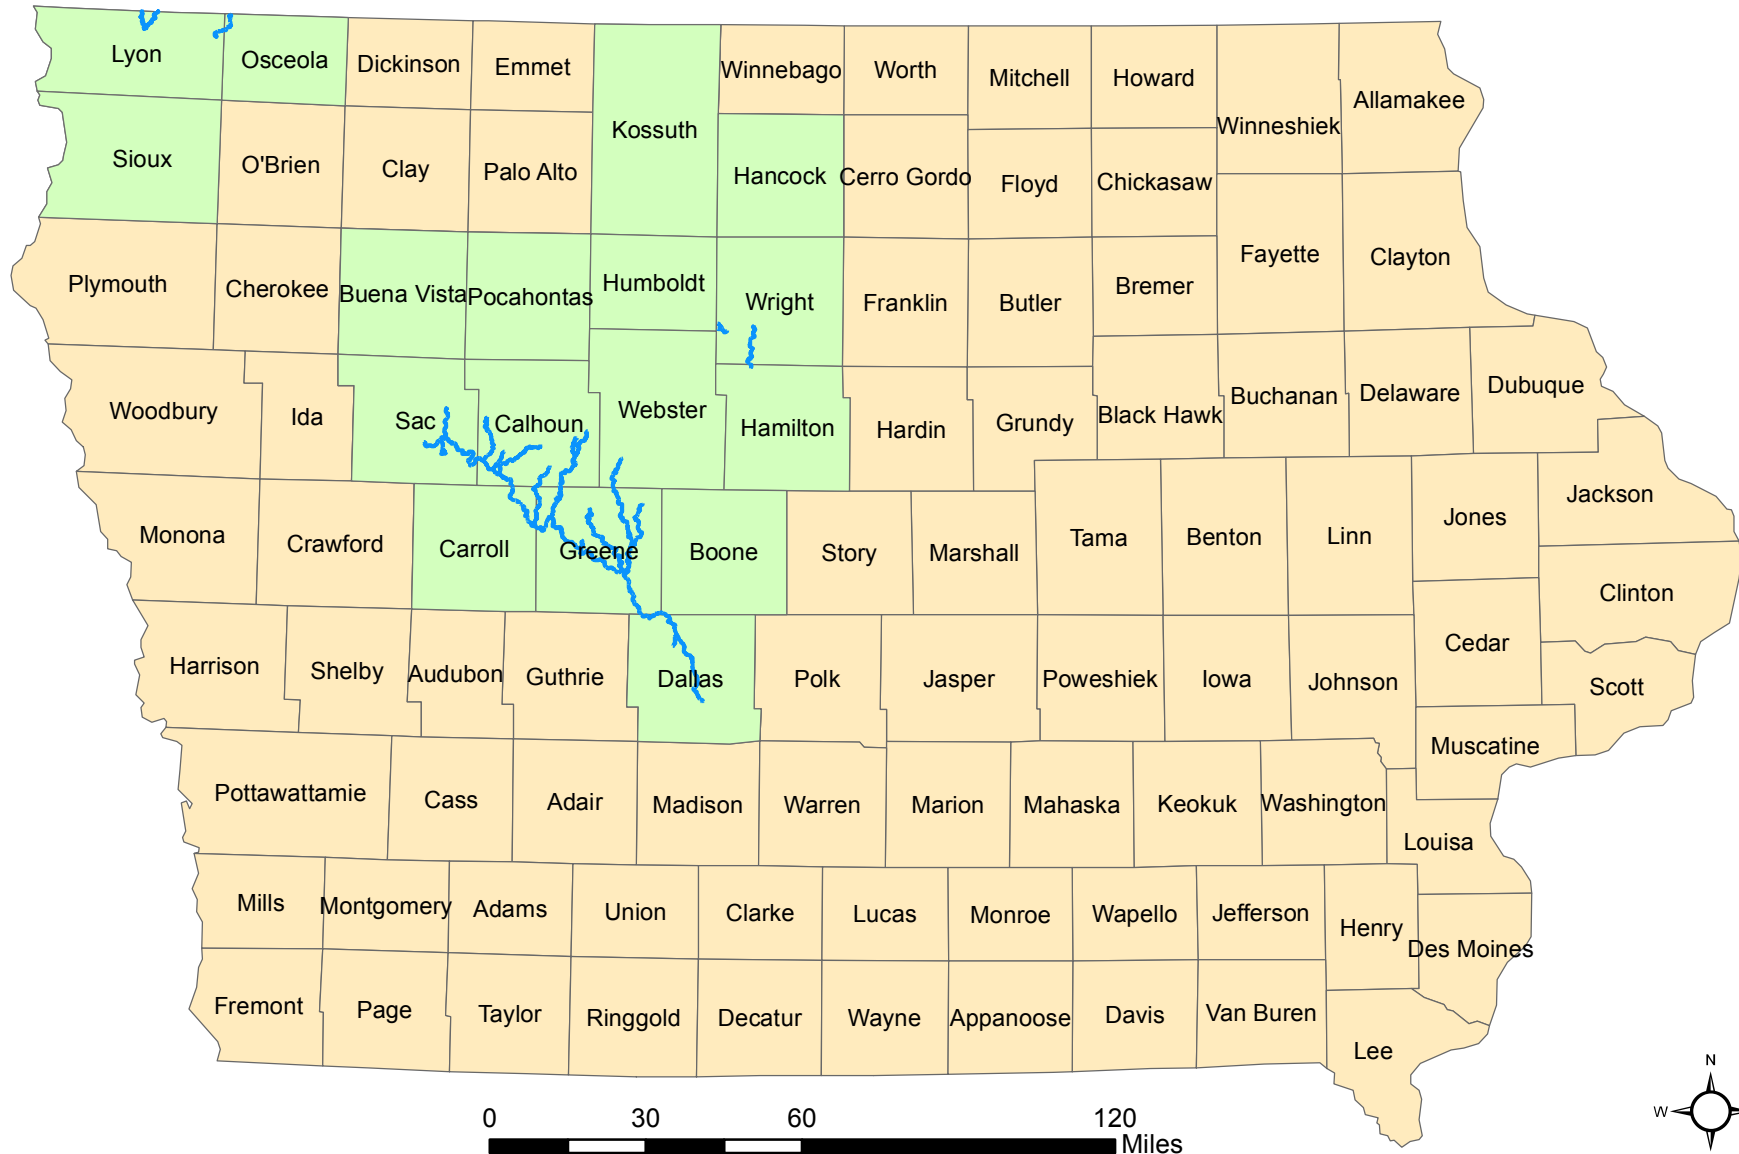 Lyon
Osceola
Dickinson
Emmet
Kossuth
Winnebago
Worth
Mitchell
Howard
Winneshiek
Allamakee
Sioux
O'Brien
Clay
Palo Alto
Hancock
Cerro Gordo
Floyd
Chickasaw
Plymouth
Cherokee
Buena Vista
Pocahontas
Humboldt
Wright
Franklin
Butler
Bremer
Fayette
Clayton
Woodbury
Ida
Sac
Calhoun
Webster
Hamilton
Hardin
Grundy
Black Hawk
Buchanan
Delaware
Dubuque
Monona
Crawford
Carroll
Greene
Boone
Story
Marshall
Tama
Benton
Linn
Jones
Jackson
Clinton
Harrison
Shelby
Audubon
Guthrie
Dallas
Polk
Jasper
Poweshiek
Iowa
Johnson
Cedar
Scott
Muscatine
Pottawattamie
Cass
Adair
Madison
Warren
Marion
Mahaska
Keokuk
Washington
Louisa
Mills
Montgomery
Adams
Union
Clarke
Lucas
Monroe
Wapello
Jefferson
Henry
Des Moines
Fremont
Page
Taylor
Ringgold
Decatur
Wayne
Appanoose
Davis
Van Buren
Lee
0 30 60 120
Miles
N
W